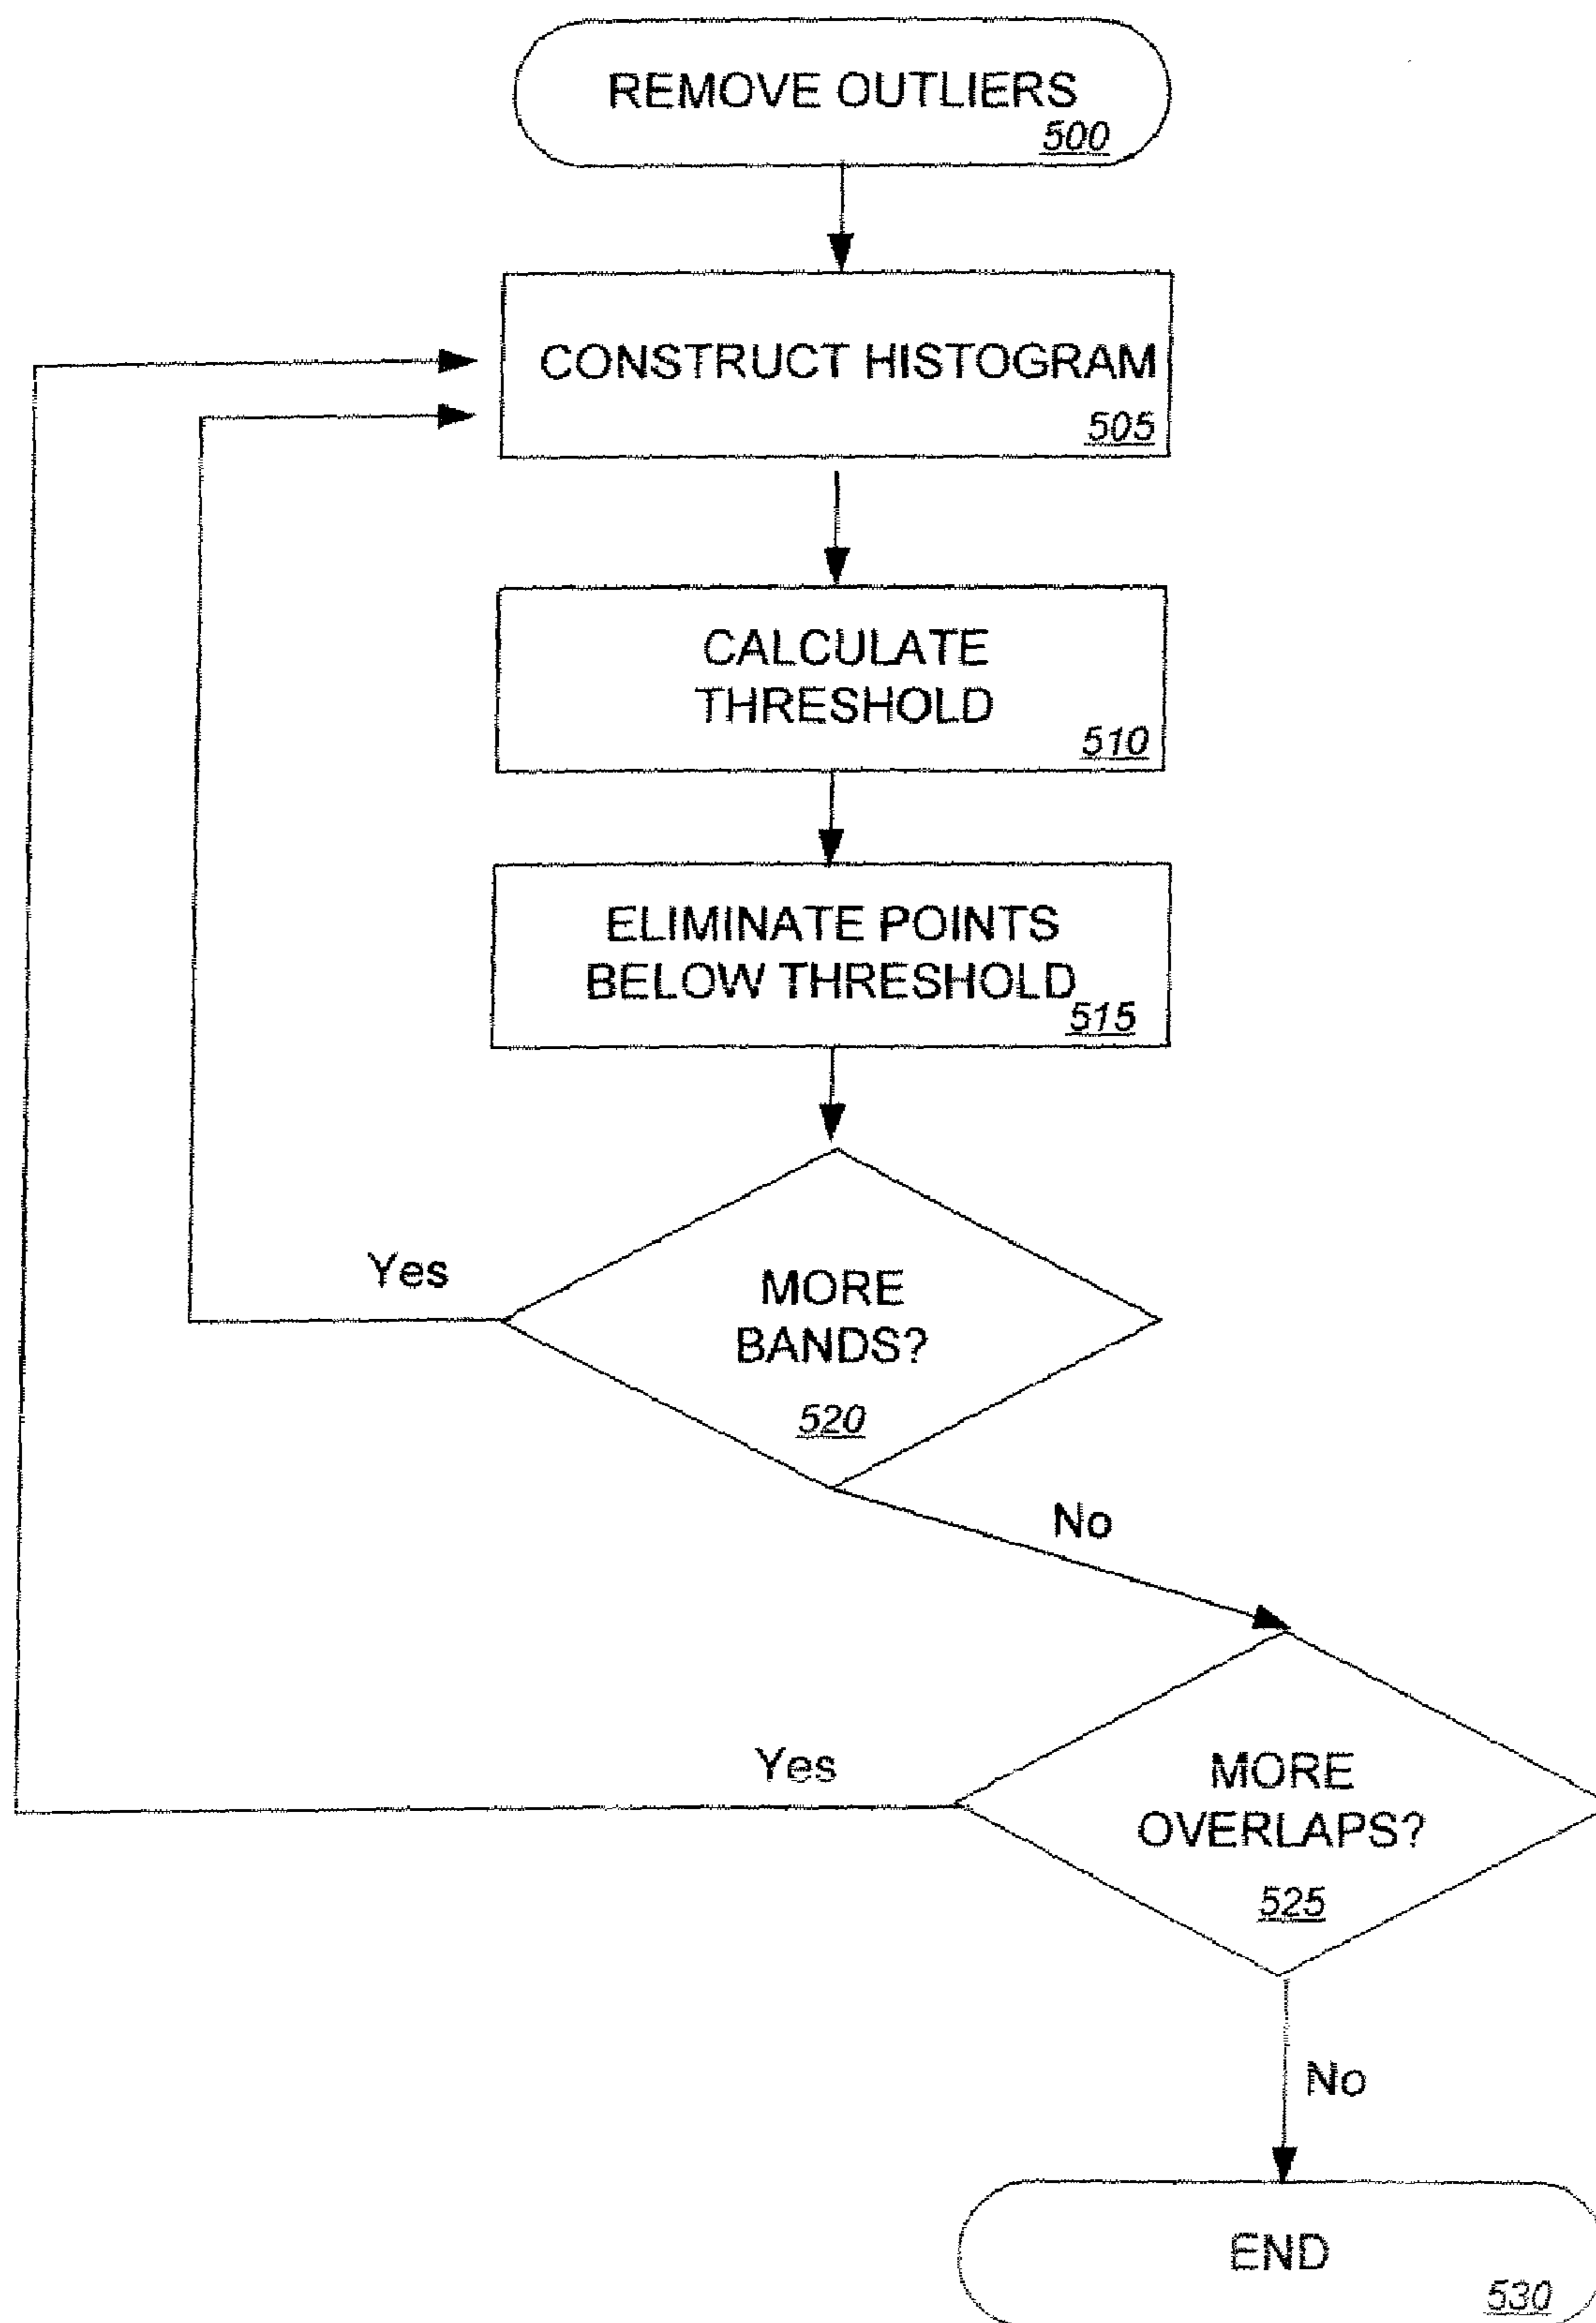 REMOVE OUTLIERS
500
CONSTRUCT HISTOGRAM
505
CALCULATE
THRESHOLD
510
ELIMINATE POINTS
BELOW THRESHOLD
515
Yes
MORE
BANDS?
520
No
Yes
MORE
OVERLAPS?
525
No
END
530